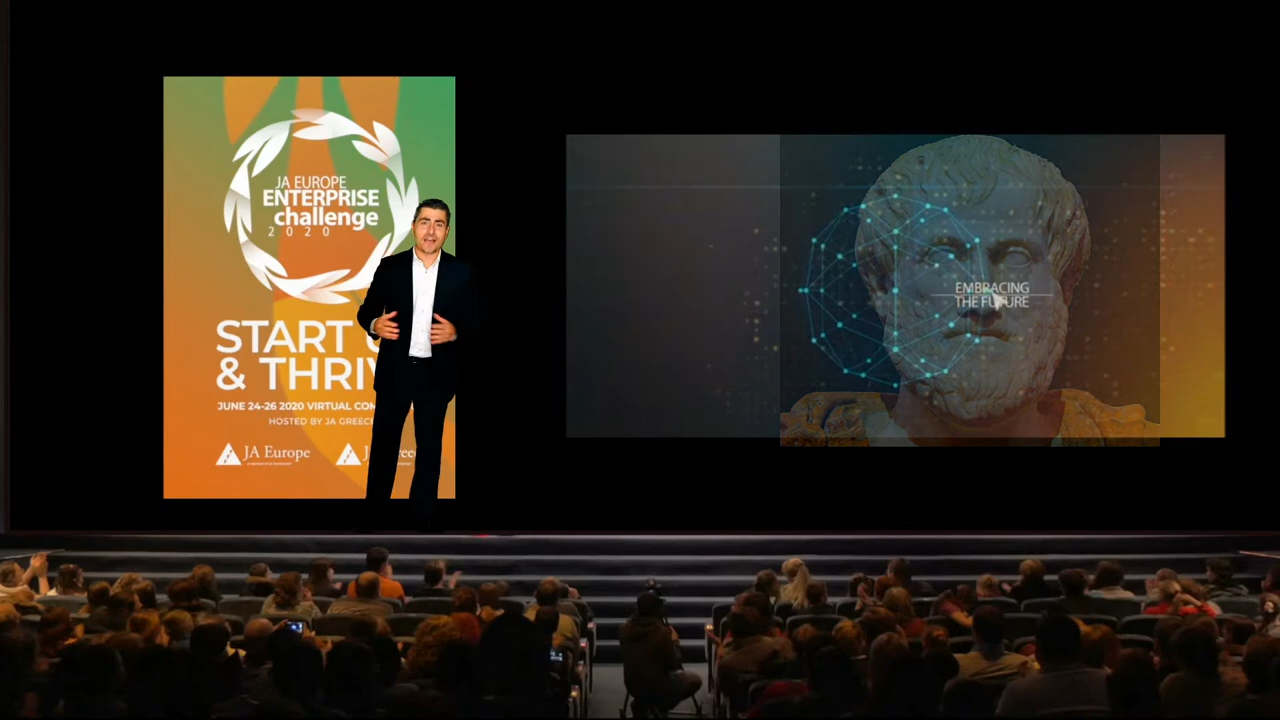 JA EUROPE
ENTERPRISE
challenge
2020
START
& THRIV
JUNE 24-26 2020 VIRTUAL COM
HOSTED BY JA GREECE
JA Europe
EMBRACING
THE FUTURE